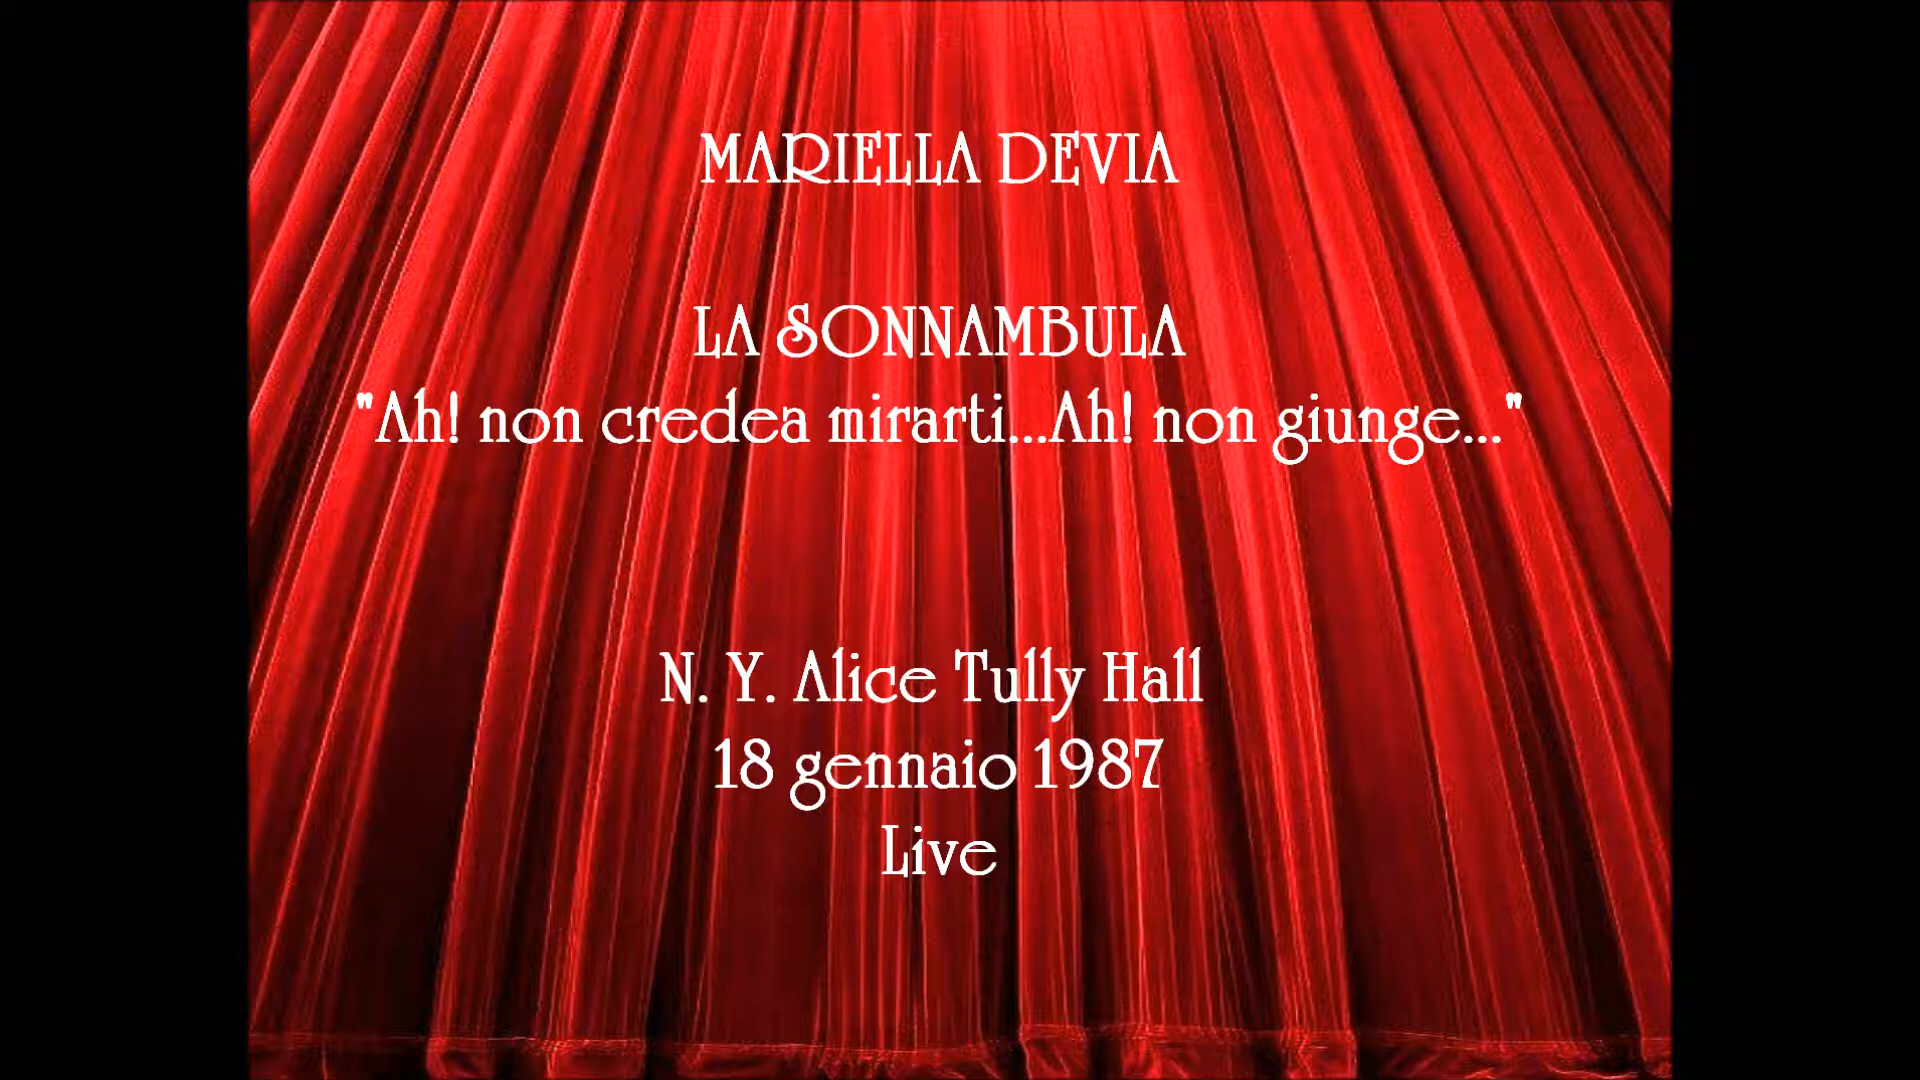 MARIELLA DEVIA
LA SONNAMBULA
"Ah! non credea mirarti...Ah! non giunge..."
N. Y. Alice Tully Hall
18 gennaio 1987
Live